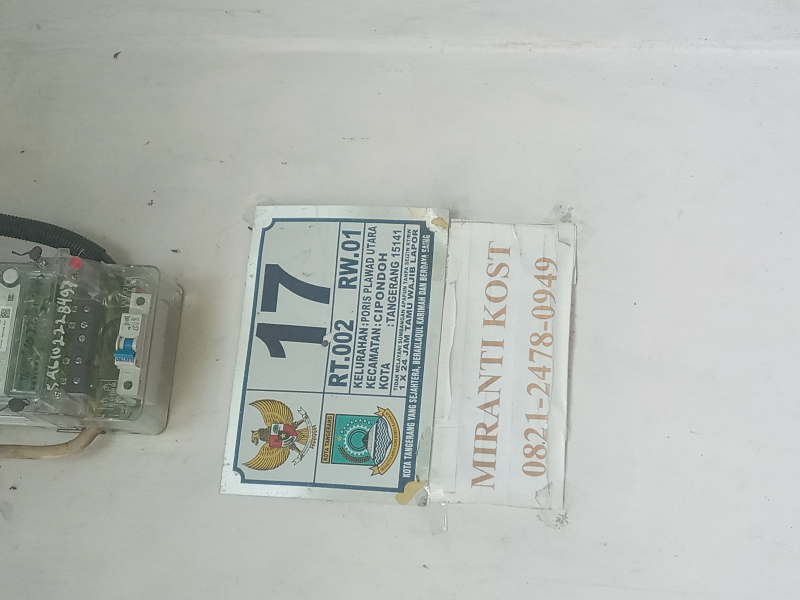 17
RT.002 RW.01
KELURAHAN :PORIS PLAWAD UTARA
KECAMATAN :CIPONDOH
KOTA :TANGERANG 15141
1 X 24 JAM TAMU WAJIB LAPOR
KOTA TANGERANG YANG SEJAHTERA, BERAKLAQUL KARIMAH DAN BERDAYA SAING
KOTA TANGERANG
MIRANTI KOST
0821-2478-0949